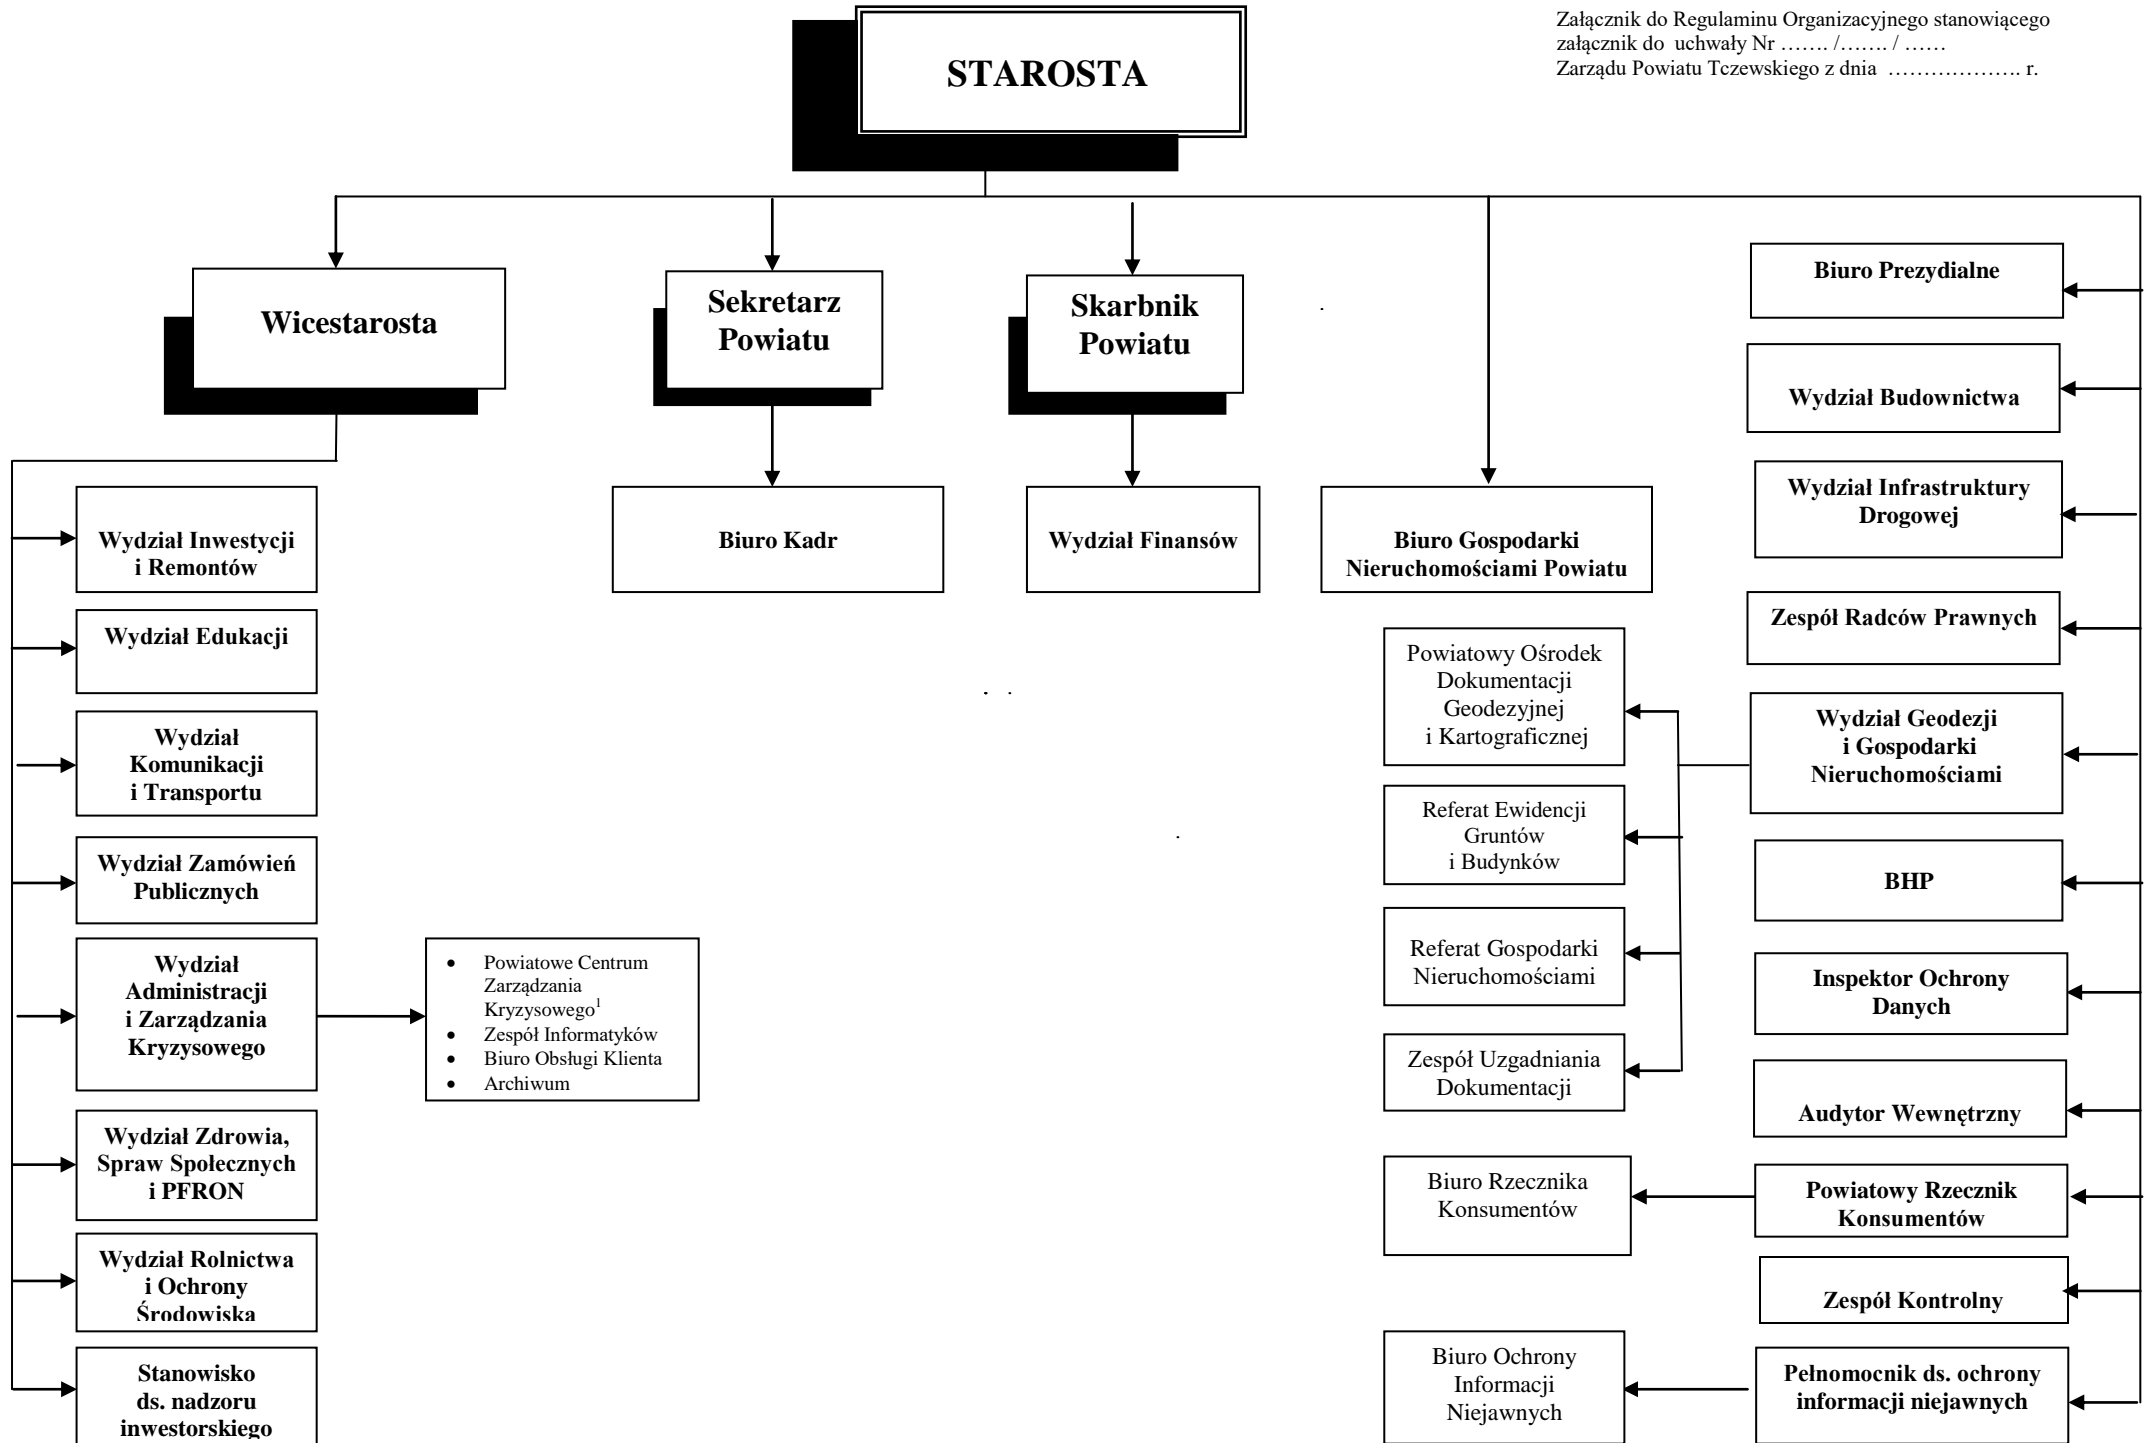 Załącznik do Regulaminu Organizacyjnego stanowiącego
załącznik do uchwały Nr ……. /……. / ……
Zarządu Powiatu Tczewskiego z dnia ……………….. r.
STAROSTA
Wicestarosta
Sekretarz
Powiatu
Skarbnik
Powiatu
Biuro Kadr
Wydział Finansów
Biuro Gospodarki
Nieruchomościami Powiatu
Wydział Inwestycji
i Remontów
Wydział Edukacji
Wydział
Komunikacji
i Transportu
Wydział Zamówień
Publicznych
Wydział
Administracji
i Zarządzania
Kryzysowego
• Powiatowe Centrum
Zarządzania
Kryzysowego¹
• Zespół Informatyków
• Biuro Obsługi Klienta
• Archiwum
Wydział Zdrowia,
Spraw Społecznych
i PFRON
Wydział Rolnictwa
i Ochrony
Środowiska
Stanowisko
ds. nadzoru
inwestorskiego
Biuro Prezydialne
Wydział Budownictwa
Wydział Infrastruktury
Drogowej
Zespół Radców Prawnych
Wydział Geodezji
i Gospodarki
Nieruchomościami
Powiatowy Ośrodek
Dokumentacji
Geodezyjnej
i Kartograficznej
Referat Ewidencji
Gruntów
i Budynków
Referat Gospodarki
Nieruchomościami
Zespół Uzgadniania
Dokumentacji
BHP
Inspektor Ochrony
Danych
Audytor Wewnętrzny
Powiatowy Rzecznik
Konsumentów
Biuro Rzecznika
Konsumentów
Zespół Kontrolny
Pełnomocnik ds. ochrony
informacji niejawnych
Biuro Ochrony
Informacji
Niejawnych